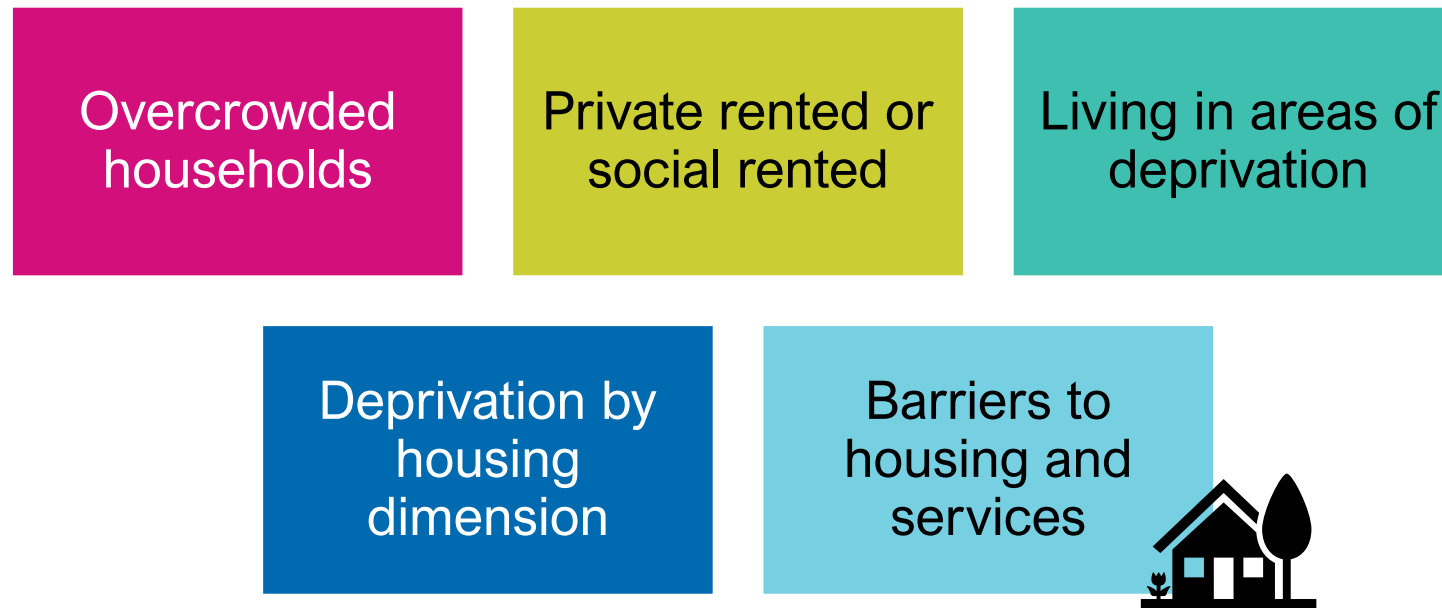 Overcrowded
households
Private rented or
social rented
Living in areas of
deprivation
Deprivation by
housing
dimension
Barriers to
housing and
services